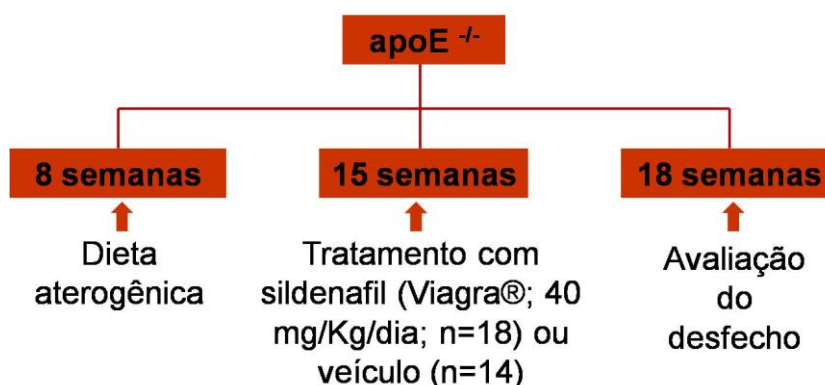 apoE -/-
8 semanas
15 semanas
18 semanas
Dieta
aterogênica
Tratamento com
sildenafil (Viagra®; 40
mg/Kg/dia; n=18) ou
veículo (n=14)
Avaliação
do
desfecho